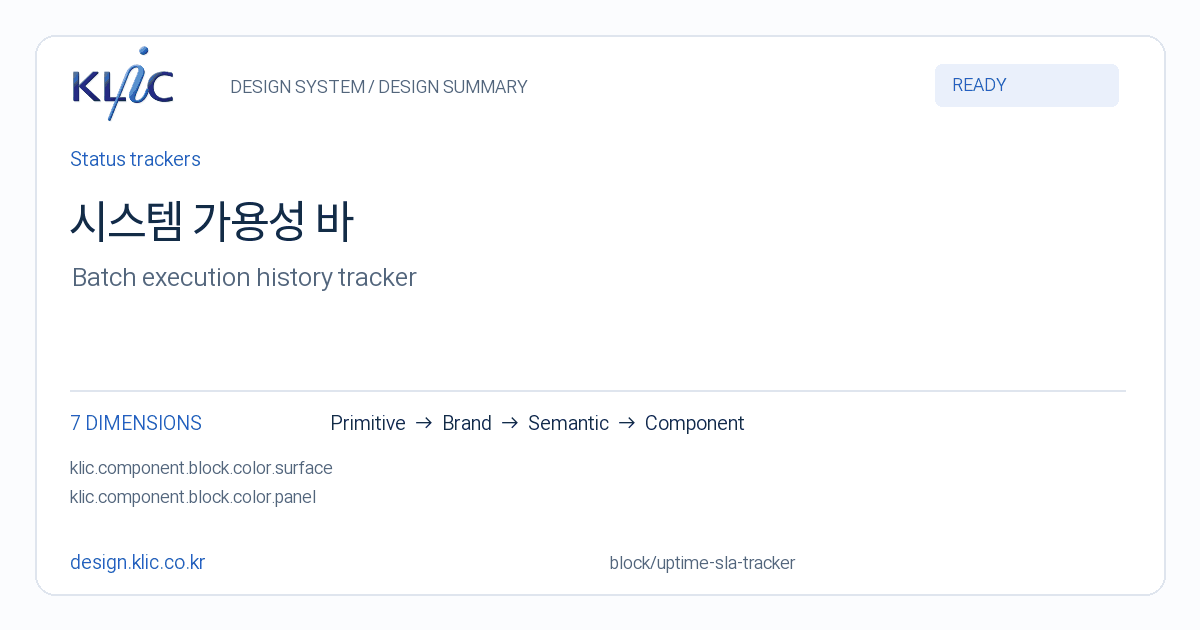 KLIC
DESIGN SYSTEM / DESIGN SUMMARY
READY
Status trackers
시스템 가용성 바
Batch execution history tracker
7 DIMENSIONS
Primitive → Brand → Semantic → Component
klic.component.block.color.surface
klic.component.block.color.panel
design.klic.co.kr
block/uptime-sla-tracker